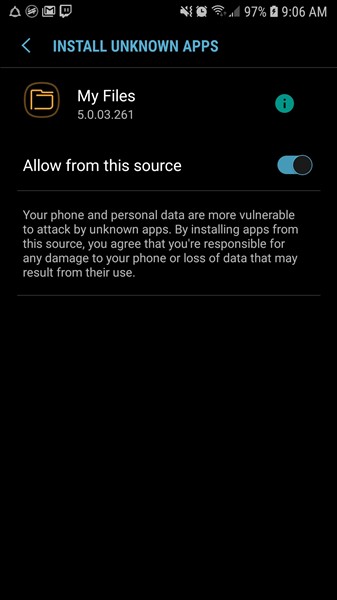 97% 9:06 AM
INSTALL UNKNOWN APPS
My Files
5.0.03.261
Allow from this source
Your phone and personal data are more vulnerable
to attack by unknown apps. By installing apps from
this source, you agree that you're responsible for
any damage to your phone or loss of data that may
result from their use.